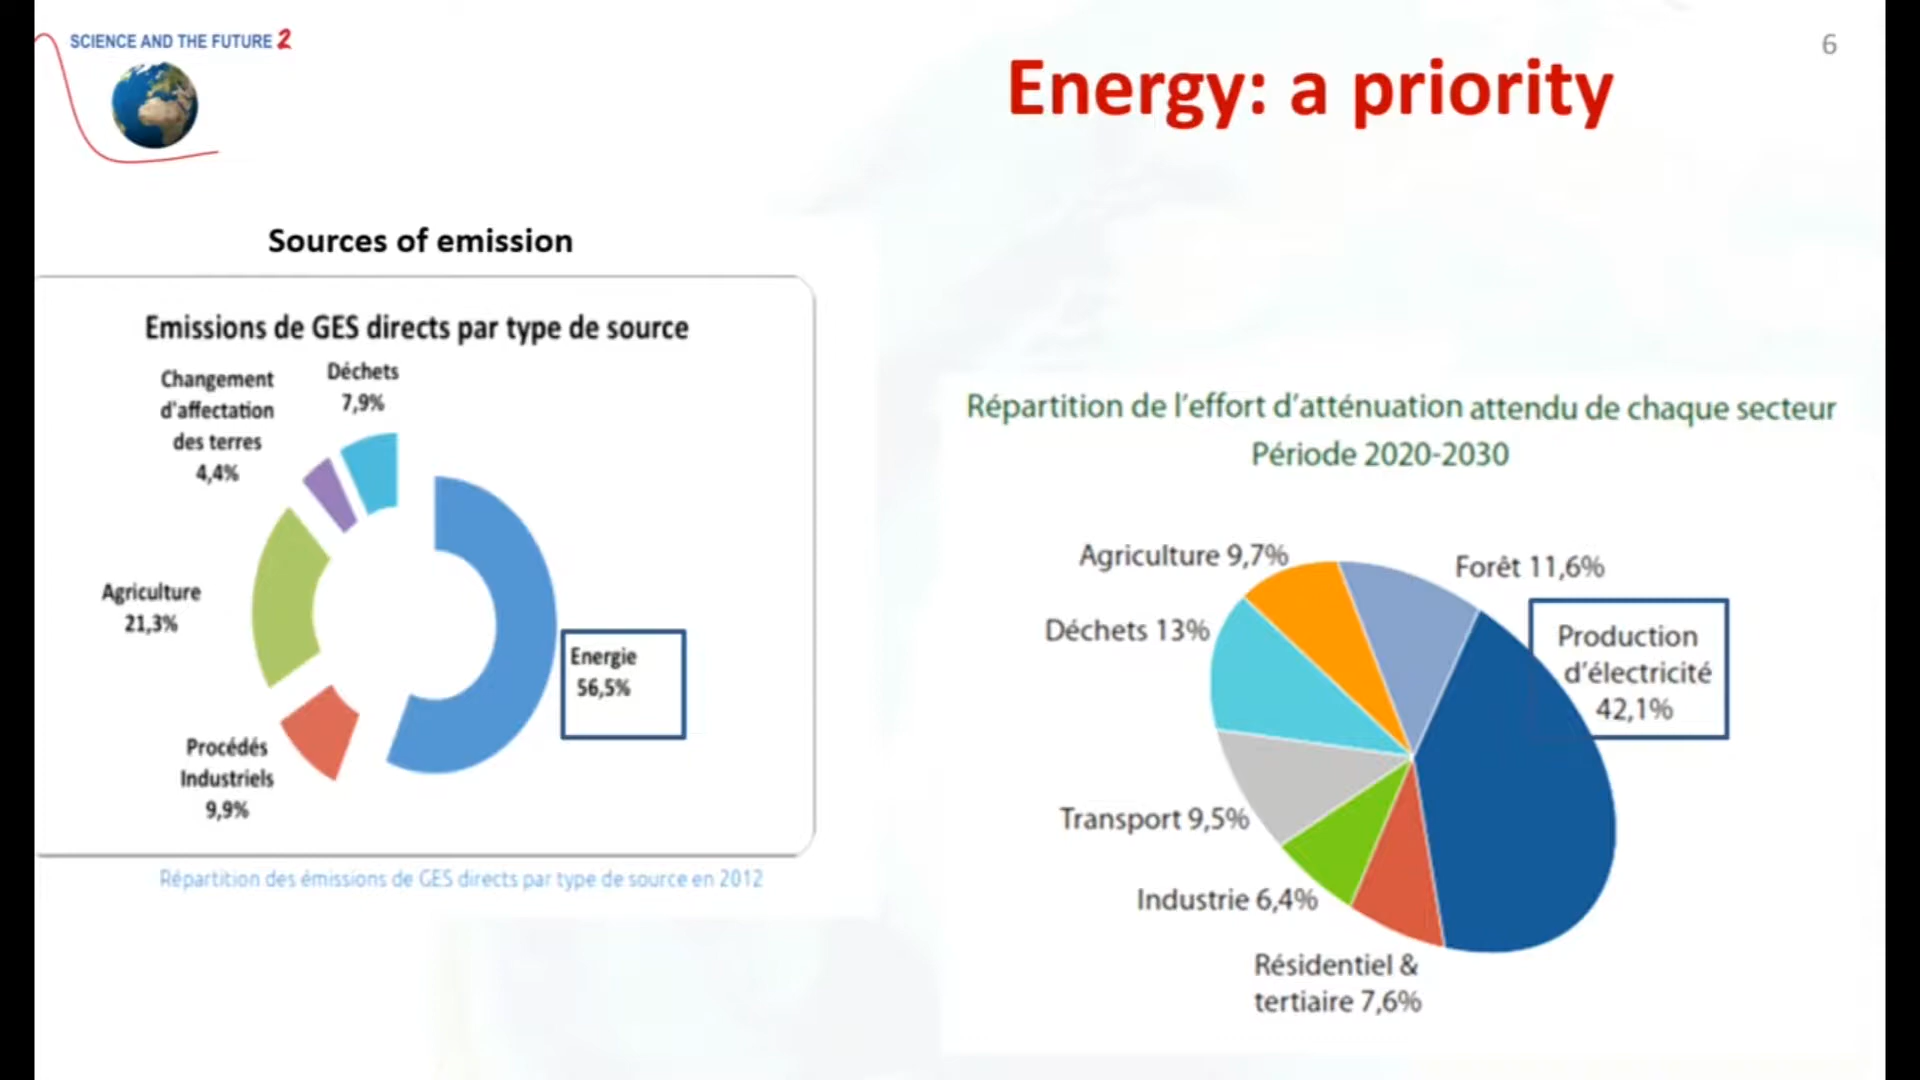 SCIENCE AND THE FUTURE 2
6
Energy: a priority
Sources of emission
Emissions de GES directs par type de source
Changement
d'affectation
des terres
4,4%
Déchets
7,9%
Agriculture
21,3%
Energie
56,5%
Procédés
Industriels
9,9%
Répartition des émissions de GES directs par type de source en 2012
Répartition de l'effort d'atténuation attendu de chaque secteur
Période 2020-2030
Agriculture 9,7%
Forêt 11,6%
Déchets 13%
Production
d'électricité
42,1%
Transport 9,5%
Industrie 6,4%
Résidentiel &
tertiaire 7,6%